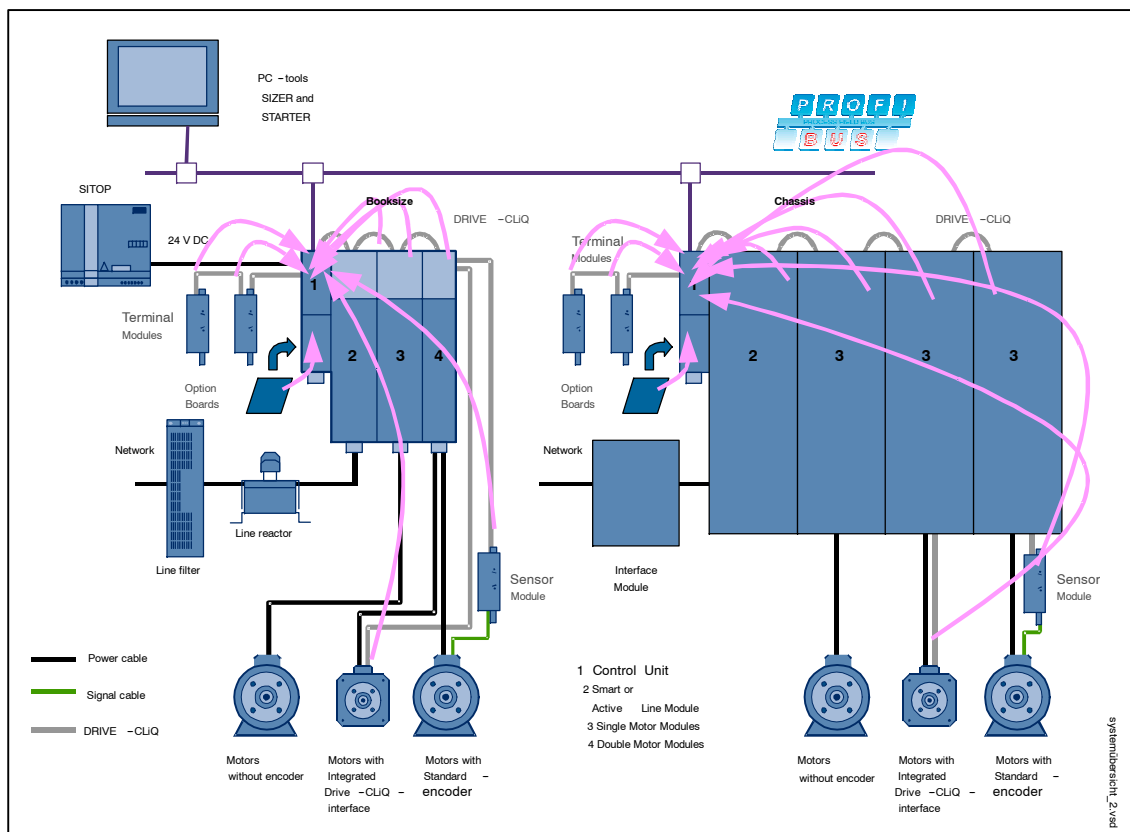 PC -tools
SIZER and
STARTER
PROFI
PROCESS FIELD BUS
BUS
SITOP
24 V DC
Booksize
DRIVE -CLiQ
Terminal
Modules
Chassis
DRIVE -CLiQ
1
2
3
4
Terminal
Modules
Option
Boards
1
2
3
3
3
Option
Boards
Network
Line filter
Line reactor
Sensor
Module
Network
Interface
Module
Sensor
Module
Power cable
Signal cable
DRIVE -CLiQ
1 Control Unit
2 Smart or
Active Line Module
3 Single Motor Modules
4 Double Motor Modules
Motors
without encoder
Motors with
Integrated
Drive -CLiQ -
interface
Motors with
Standard -
encoder
Motors
without encoder
Motors with
Integrated
Drive -CLiQ -
interface
Motors with
Standard -
encoder
systemübersicht_2.vsd